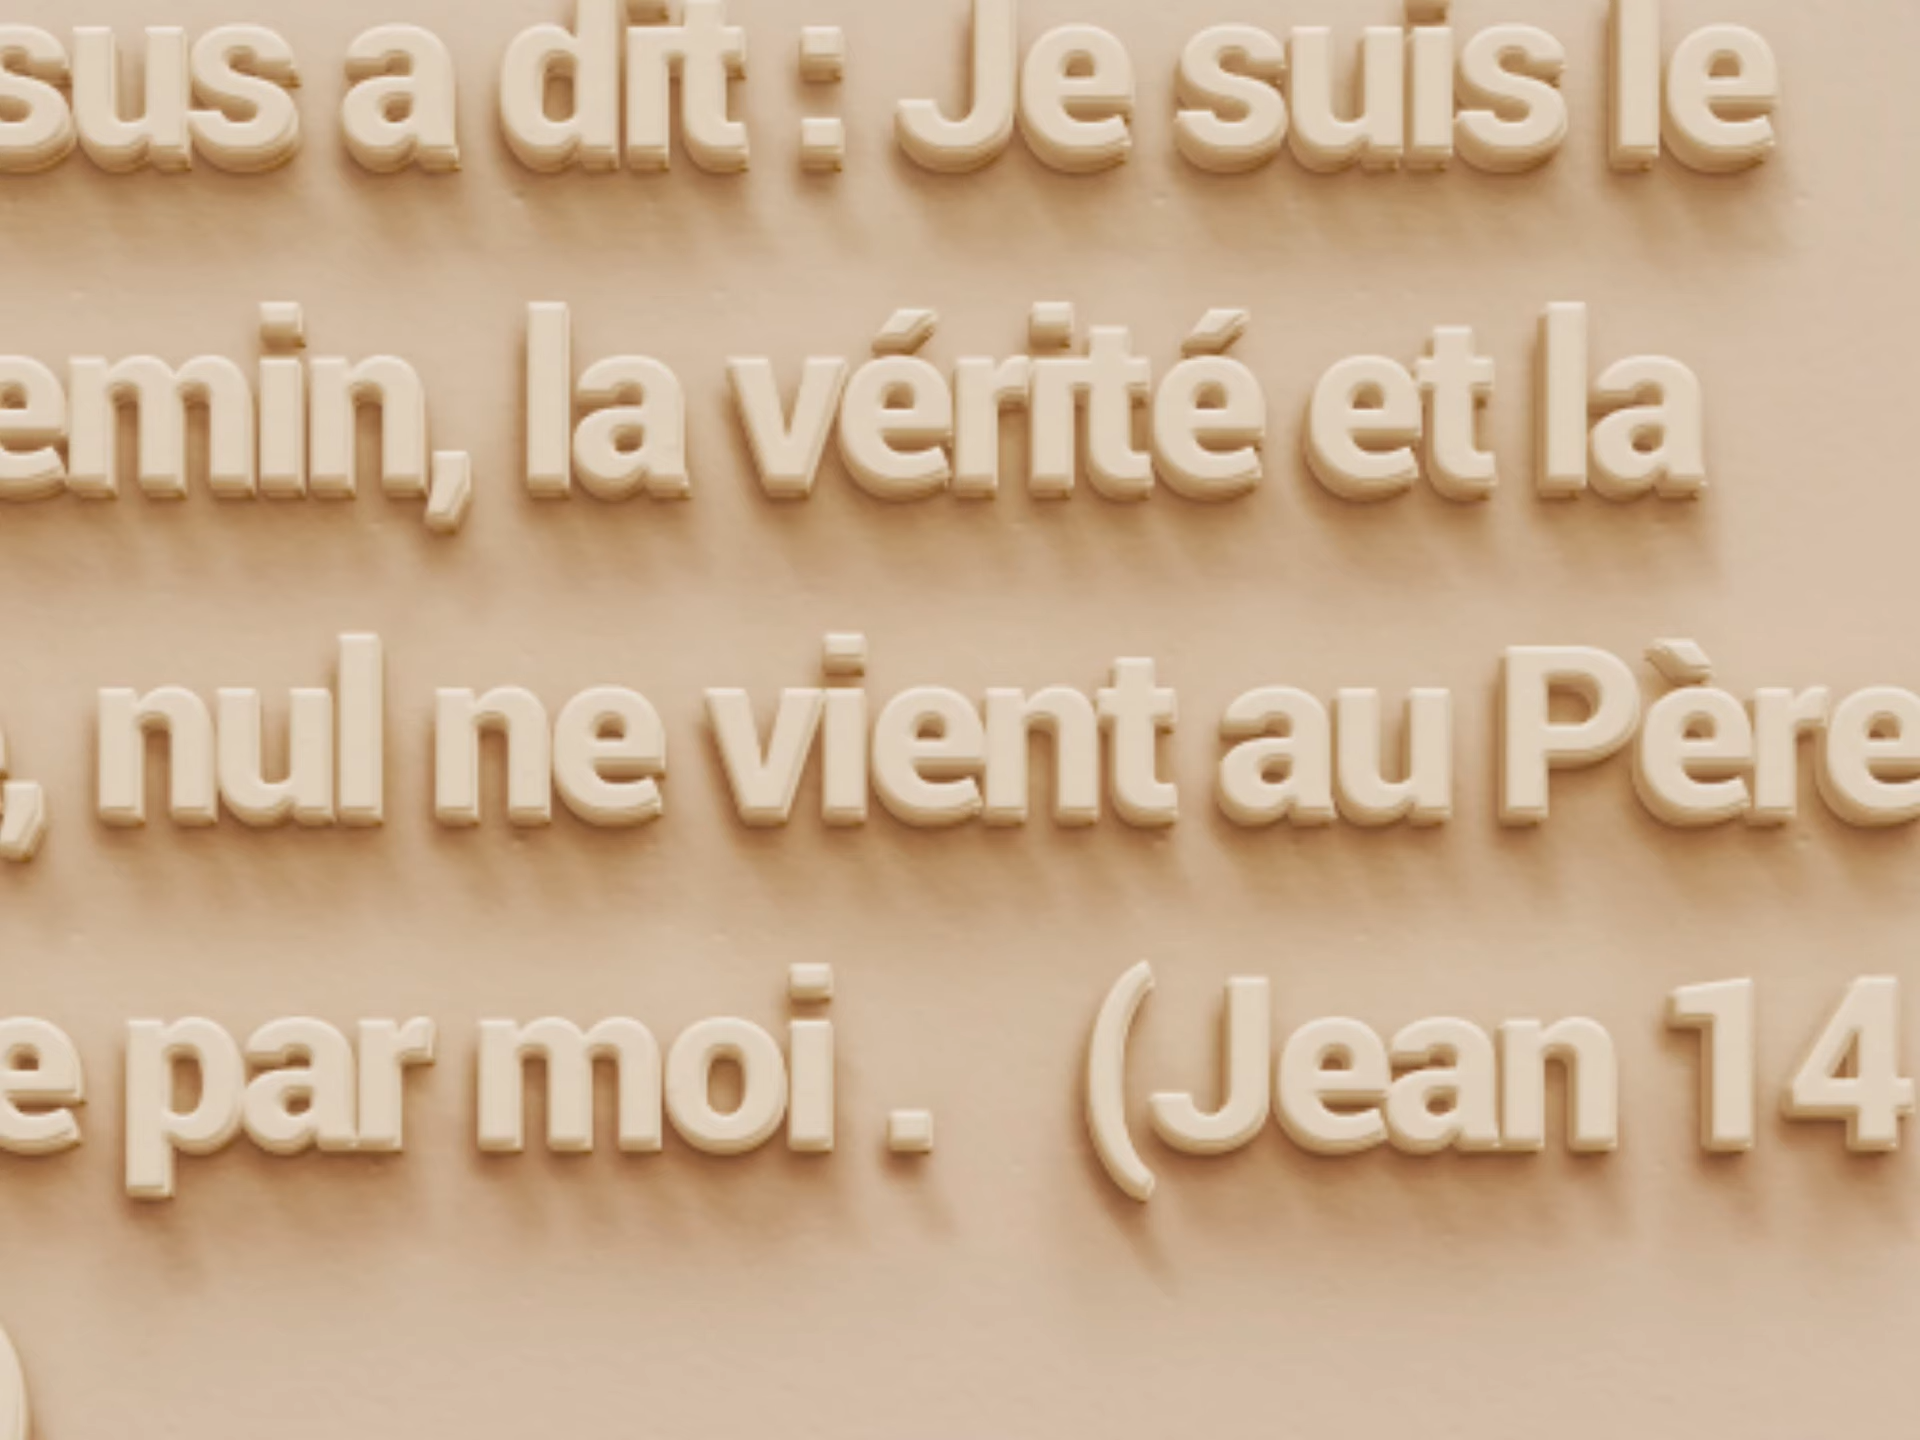 sus a dit : Je suis le
emin, la vérité et la
, nul ne vient au Père
e par moi . (Jean 14
)